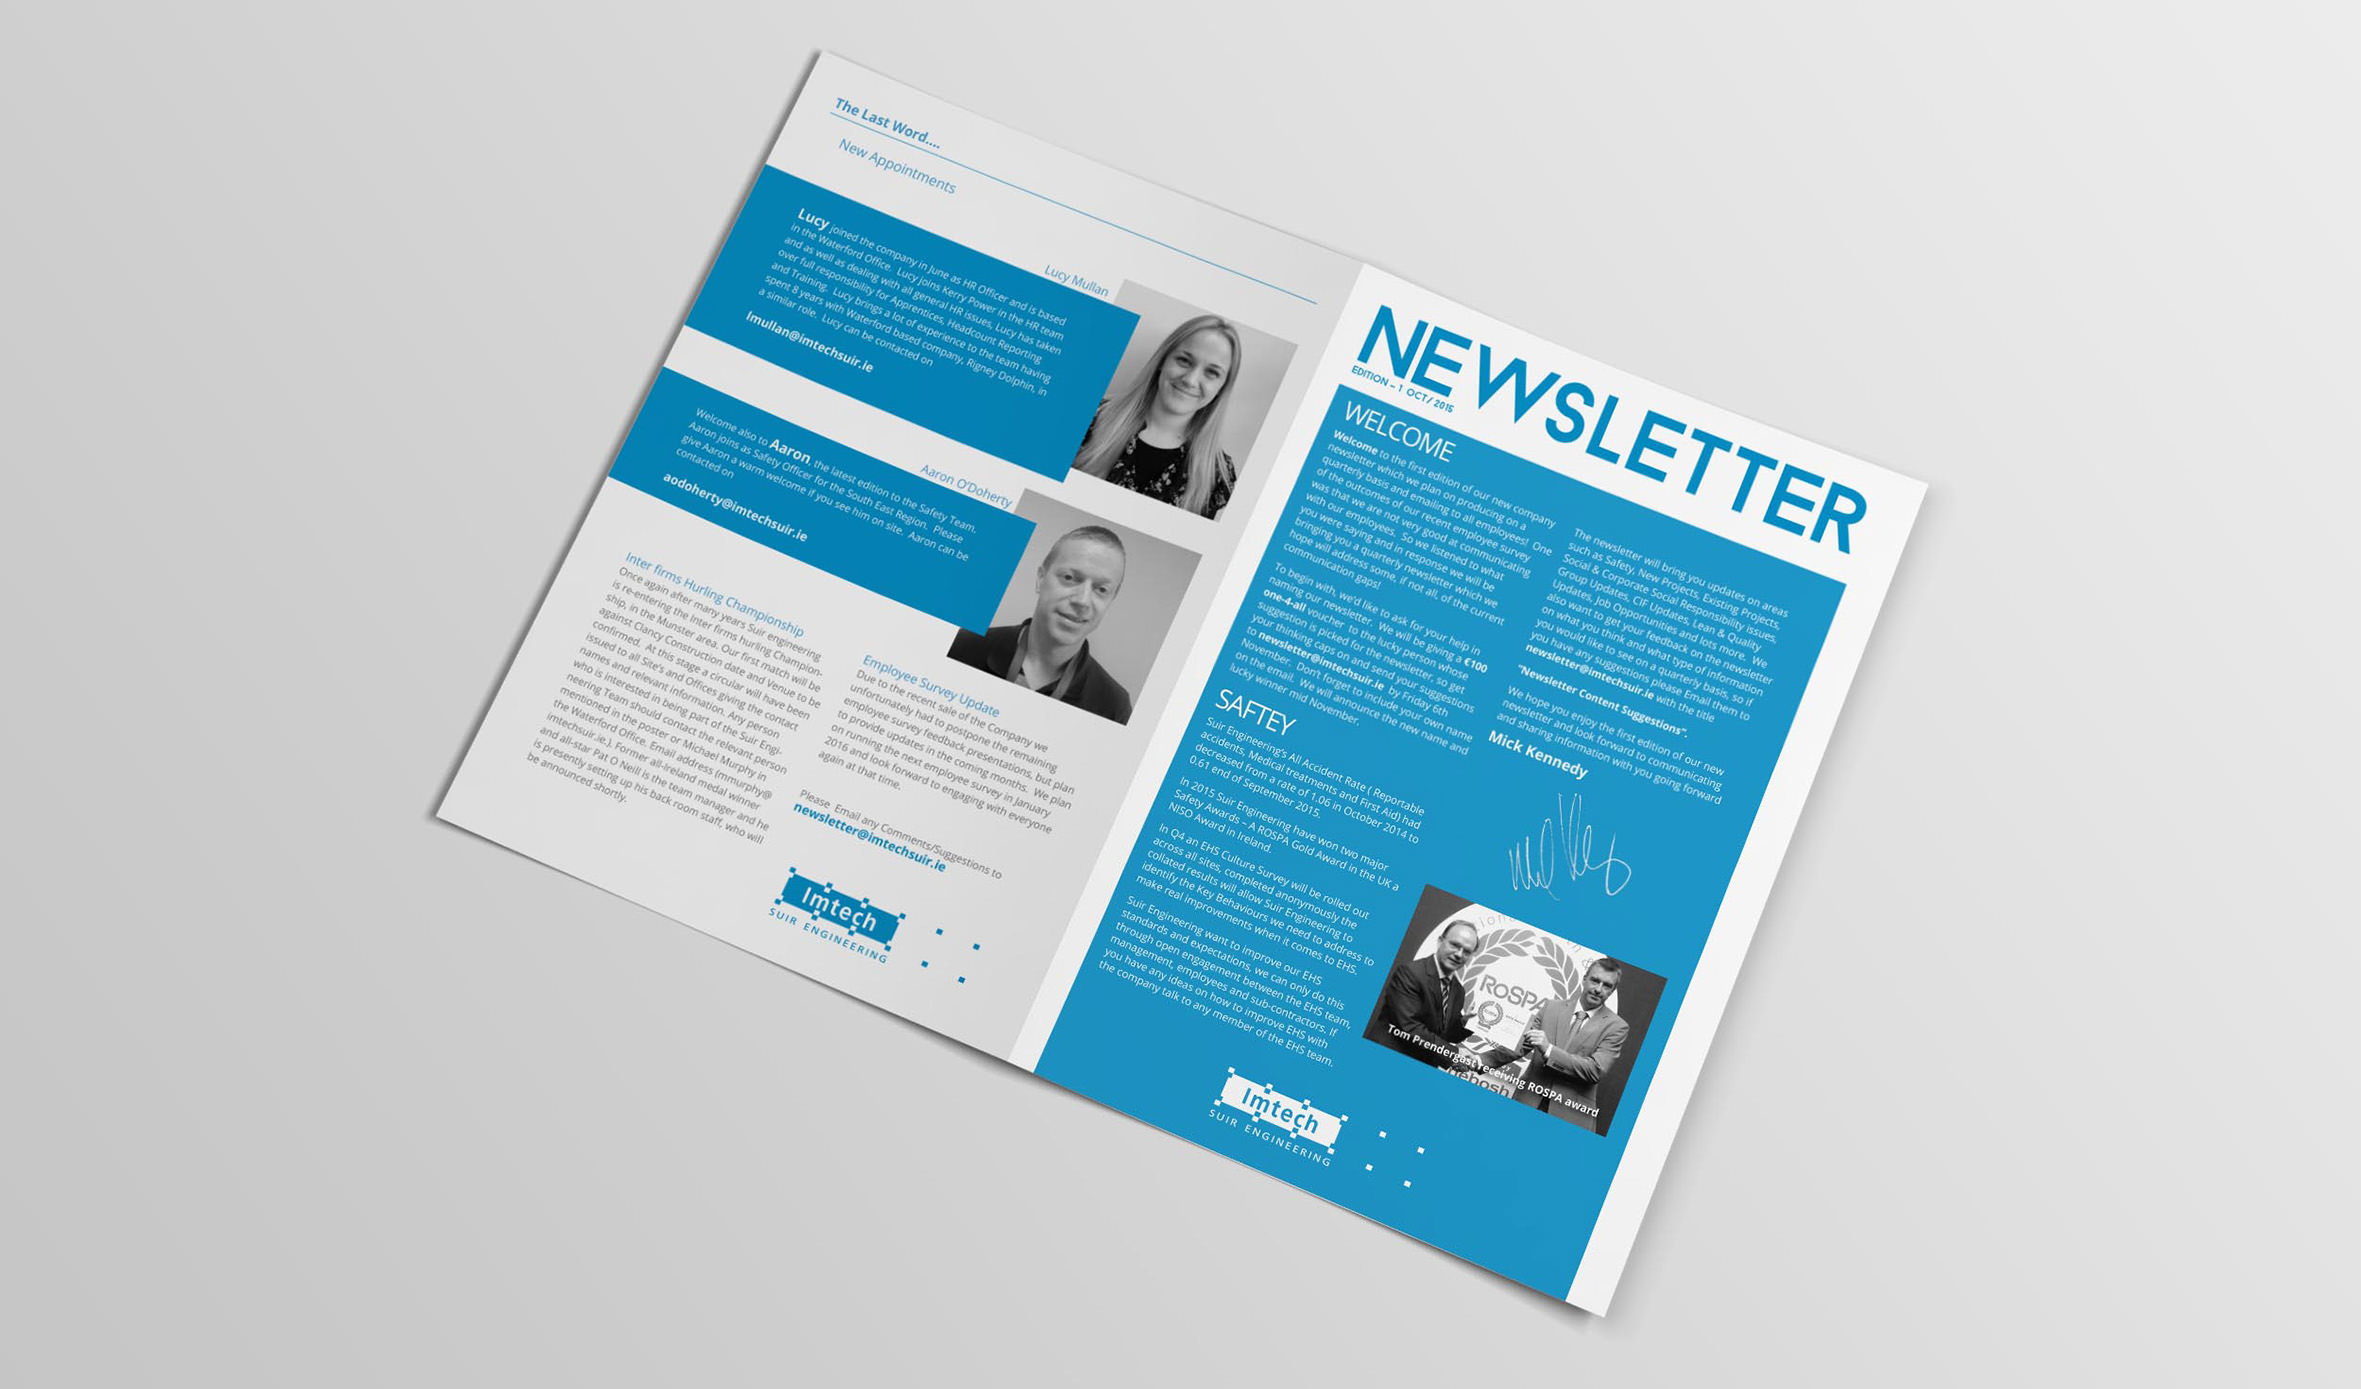 The Last Word....
New Appointments
Lucy Mullan
Lucy joined the company in June as HR Officer and is based
in the Waterford Office. Lucy joins Kerry Power in the HR team
and as well as dealing with all general HR issues, Lucy has taken
over full responsibility for Apprentices, Headcount Reporting
and Training. Lucy brings a lot of experience to the team having
spent 8 years with Waterford based company, Rigney Dolphin, in
a similar role. Lucy can be contacted on
lmullan@imtechsuir.ie
Aaron O'Doherty
Welcome also to Aaron, the latest edition to the Safety Team.
Aaron joins as Safety Officer for the South East Region. Please
give Aaron a warm welcome if you see him on site. Aaron can be
contacted on
aodoherty@imtechsuir.ie
Inter firms Hurling Championship
Once again after many years Suir engineering
is re-entering the Inter firms hurling Champion-
ship, in the Munster area. Our first match will be
against Clancy Construction date and Venue to be
confirmed. At this stage a circular will have been
issued to all Site's and Offices giving the contact
names and relevant information. Any person
who is interested in being part of the Suir Engi-
neering Team should contact the relevant person
mentioned in the poster or Michael Murphy in
the Waterford Office. Email address (mmurphy@
imtechsuir.ie.). Former all-Ireland medal winner
and all-star Pat O Neill is the team manager and he
is presently setting up his back room staff, who will
be announced shortly.
Employee Survey Update
Due to the recent sale of the Company we
unfortunately had to postpone the remaining
employee survey feedback presentations, but plan
to provide updates in the coming months. We plan
on running the next employee survey in January
2016 and look forward to engaging with everyone
again at that time.
Please Email any Comments/Suggestions to
newsletter@imtechsuir.ie
Imtech
SUIR ENGINEERING
NEWSLETTER
EDITION - 1 OCT/ 2015
WELCOME
Welcome to the first edition of our new company
newsletter which we plan on producing on a
quarterly basis and emailing to all employees! One
of the outcomes of our recent employee survey
was that we are not very good at communicating
with our employees. So we listened to what
you were saying and in response we will be
bringing you a quarterly newsletter which we
hope will address some, if not all, of the current
communication gaps!
To begin with, we'd like to ask for your help in
naming our newsletter. We will be giving a €100
one-4-all voucher to the lucky person whose
suggestion is picked for the newsletter, so get
your thinking caps on and send your suggestions
to newsletter@imtechsuir.ie by Friday 6th
November. Don't forget to include your own name
on the email. We will announce the new name and
lucky winner mid November.
SAFTEY
Suir Engineering's All Accident Rate ( Reportable
accidents, Medical treatments and First Aid) had
decreased from a rate of 1.06 in October 2014 to
0.61 end of September 2015.
In 2015 Suir Engineering have won two major
Safety Awards – A ROSPA Gold Award in the UK a
NISO Award in Ireland.
In Q4 an EHS Culture Survey will be rolled out
across all sites, completed anonymously the
collated results will allow Suir Engineering to
identify the Key Behaviours we need to address to
make real improvements when it comes to EHS.
Suir Engineering want to improve our EHS
standards and expectations, we can only do this
through open engagement between the EHS team,
management, employees and sub-contractors. If
you have any ideas on how to improve EHS with
the company talk to any member of the EHS team.
The newsletter will bring you updates on areas
such as Safety, New Projects, Existing Projects,
Social & Corporate Social Responsibility issues,
Group Updates, CIF Updates, Lean & Quality
Updates, Job Opportunities and lots more. We
also want to get your feedback on the newsletter
on what you think and what type of information
you would like to see on a quarterly basis, so if
you have any suggestions please Email them to
newsletter@imtechsuir.ie with the title
"Newsletter Content Suggestions".
We hope you enjoy the first edition of our new
newsletter and look forward to communicating
and sharing information with you going forward
Mick Kennedy
RoSPA
nebosh
Tom Prendergast receiving ROSPA award
Imtech
SUIR ENGINEERING